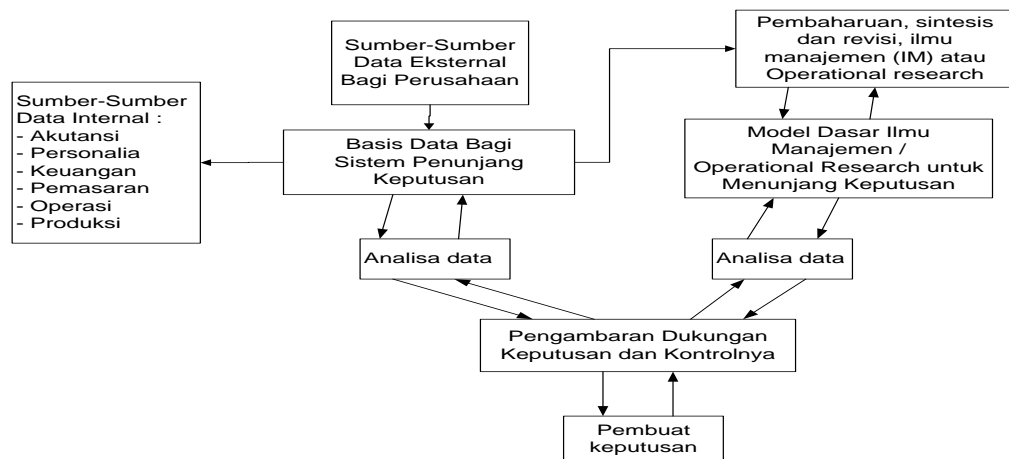 Sumber-Sumber
Data Eksternal
Bagi Perusahaan
Pembaharuan, sintesis
dan revisi, ilmu
manajemen (IM) atau
Operational research
Sumber-Sumber
Data Internal :
- Akutansi
- Personalia
- Keuangan
- Pemasaran
- Operasi
- Produksi
Basis Data Bagi
Sistem Penunjang
Keputusan
Model Dasar Ilmu
Manajemen /
Operational Research untuk
Menunjang Keputusan
Analisa data
Analisa data
Pengambaran Dukungan
Keputusan dan Kontrolnya
Pembuat
keputusan